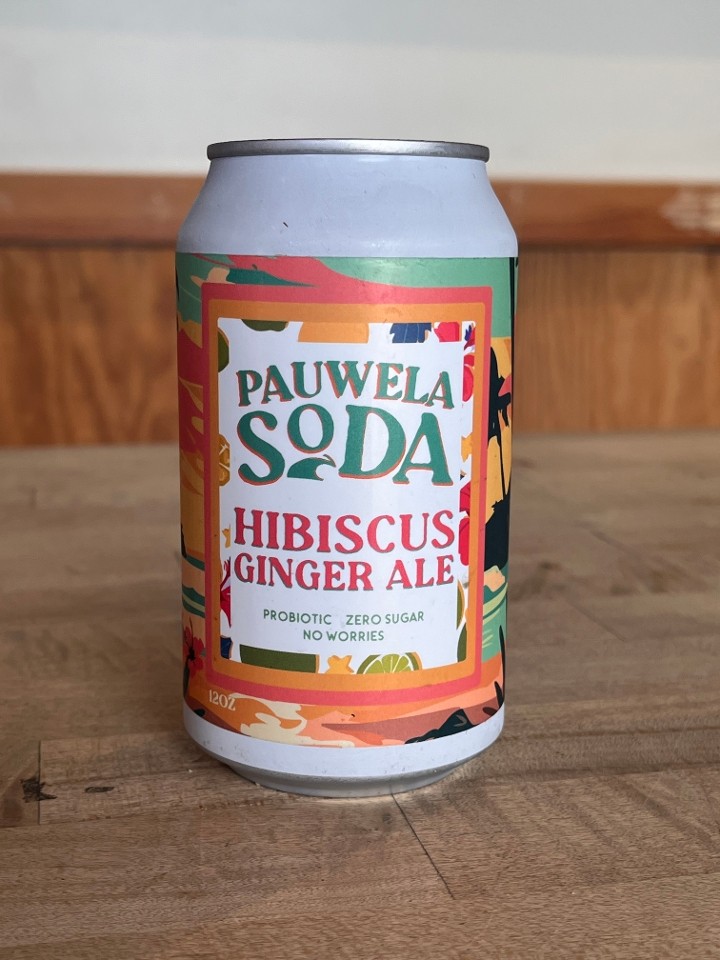 PAUWELA
SODA
HIBISCUS
GINGER ALE
PROBIOTIC ZERO SUGAR
NO WORRIES
12OZ